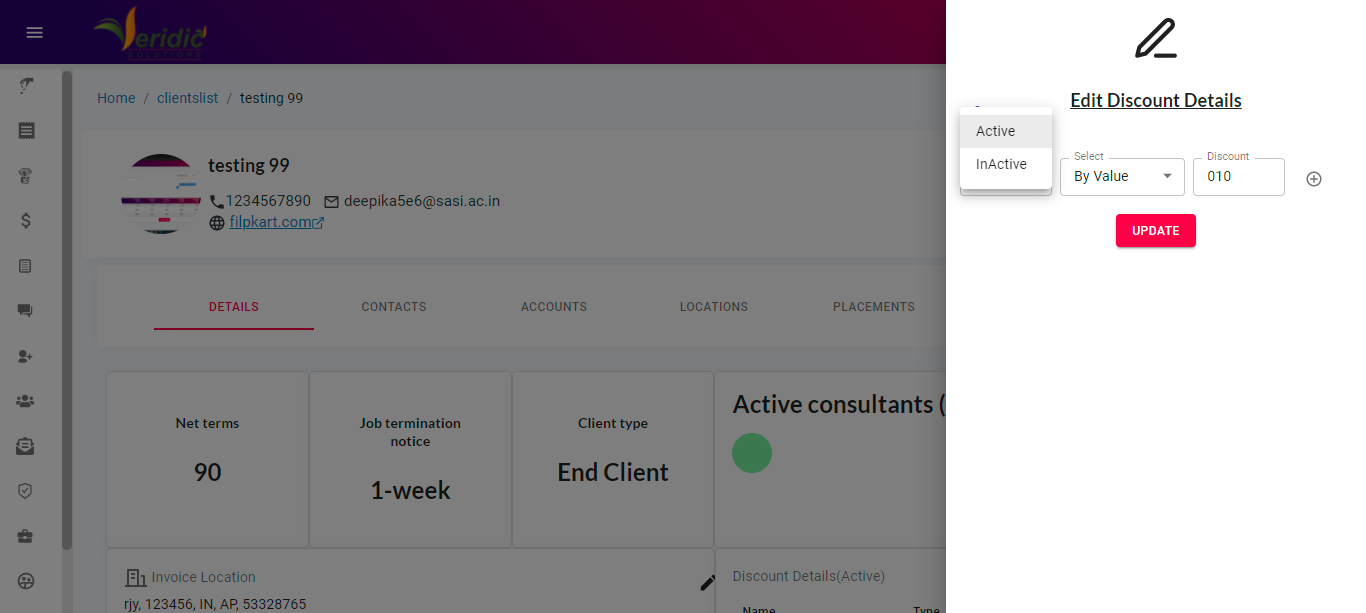 eridic
SOLUTIONS
Home / clientslist / testing 99
testing 99
1234567890 deepika5e6@sasi.ac.in
filpkart.com
DETAILS CONTACTS ACCOUNTS LOCATIONS PLACEMENTS
Net terms
90
Job termination
notice
1-week
Client type
End Client
Active consultants (
Invoice Location
rjy, 123456, IN, AP, 53328765
Discount Details(Active)
Name Type
Edit Discount Details
Active
InActive
Select
By Value
Discount
010
UPDATE